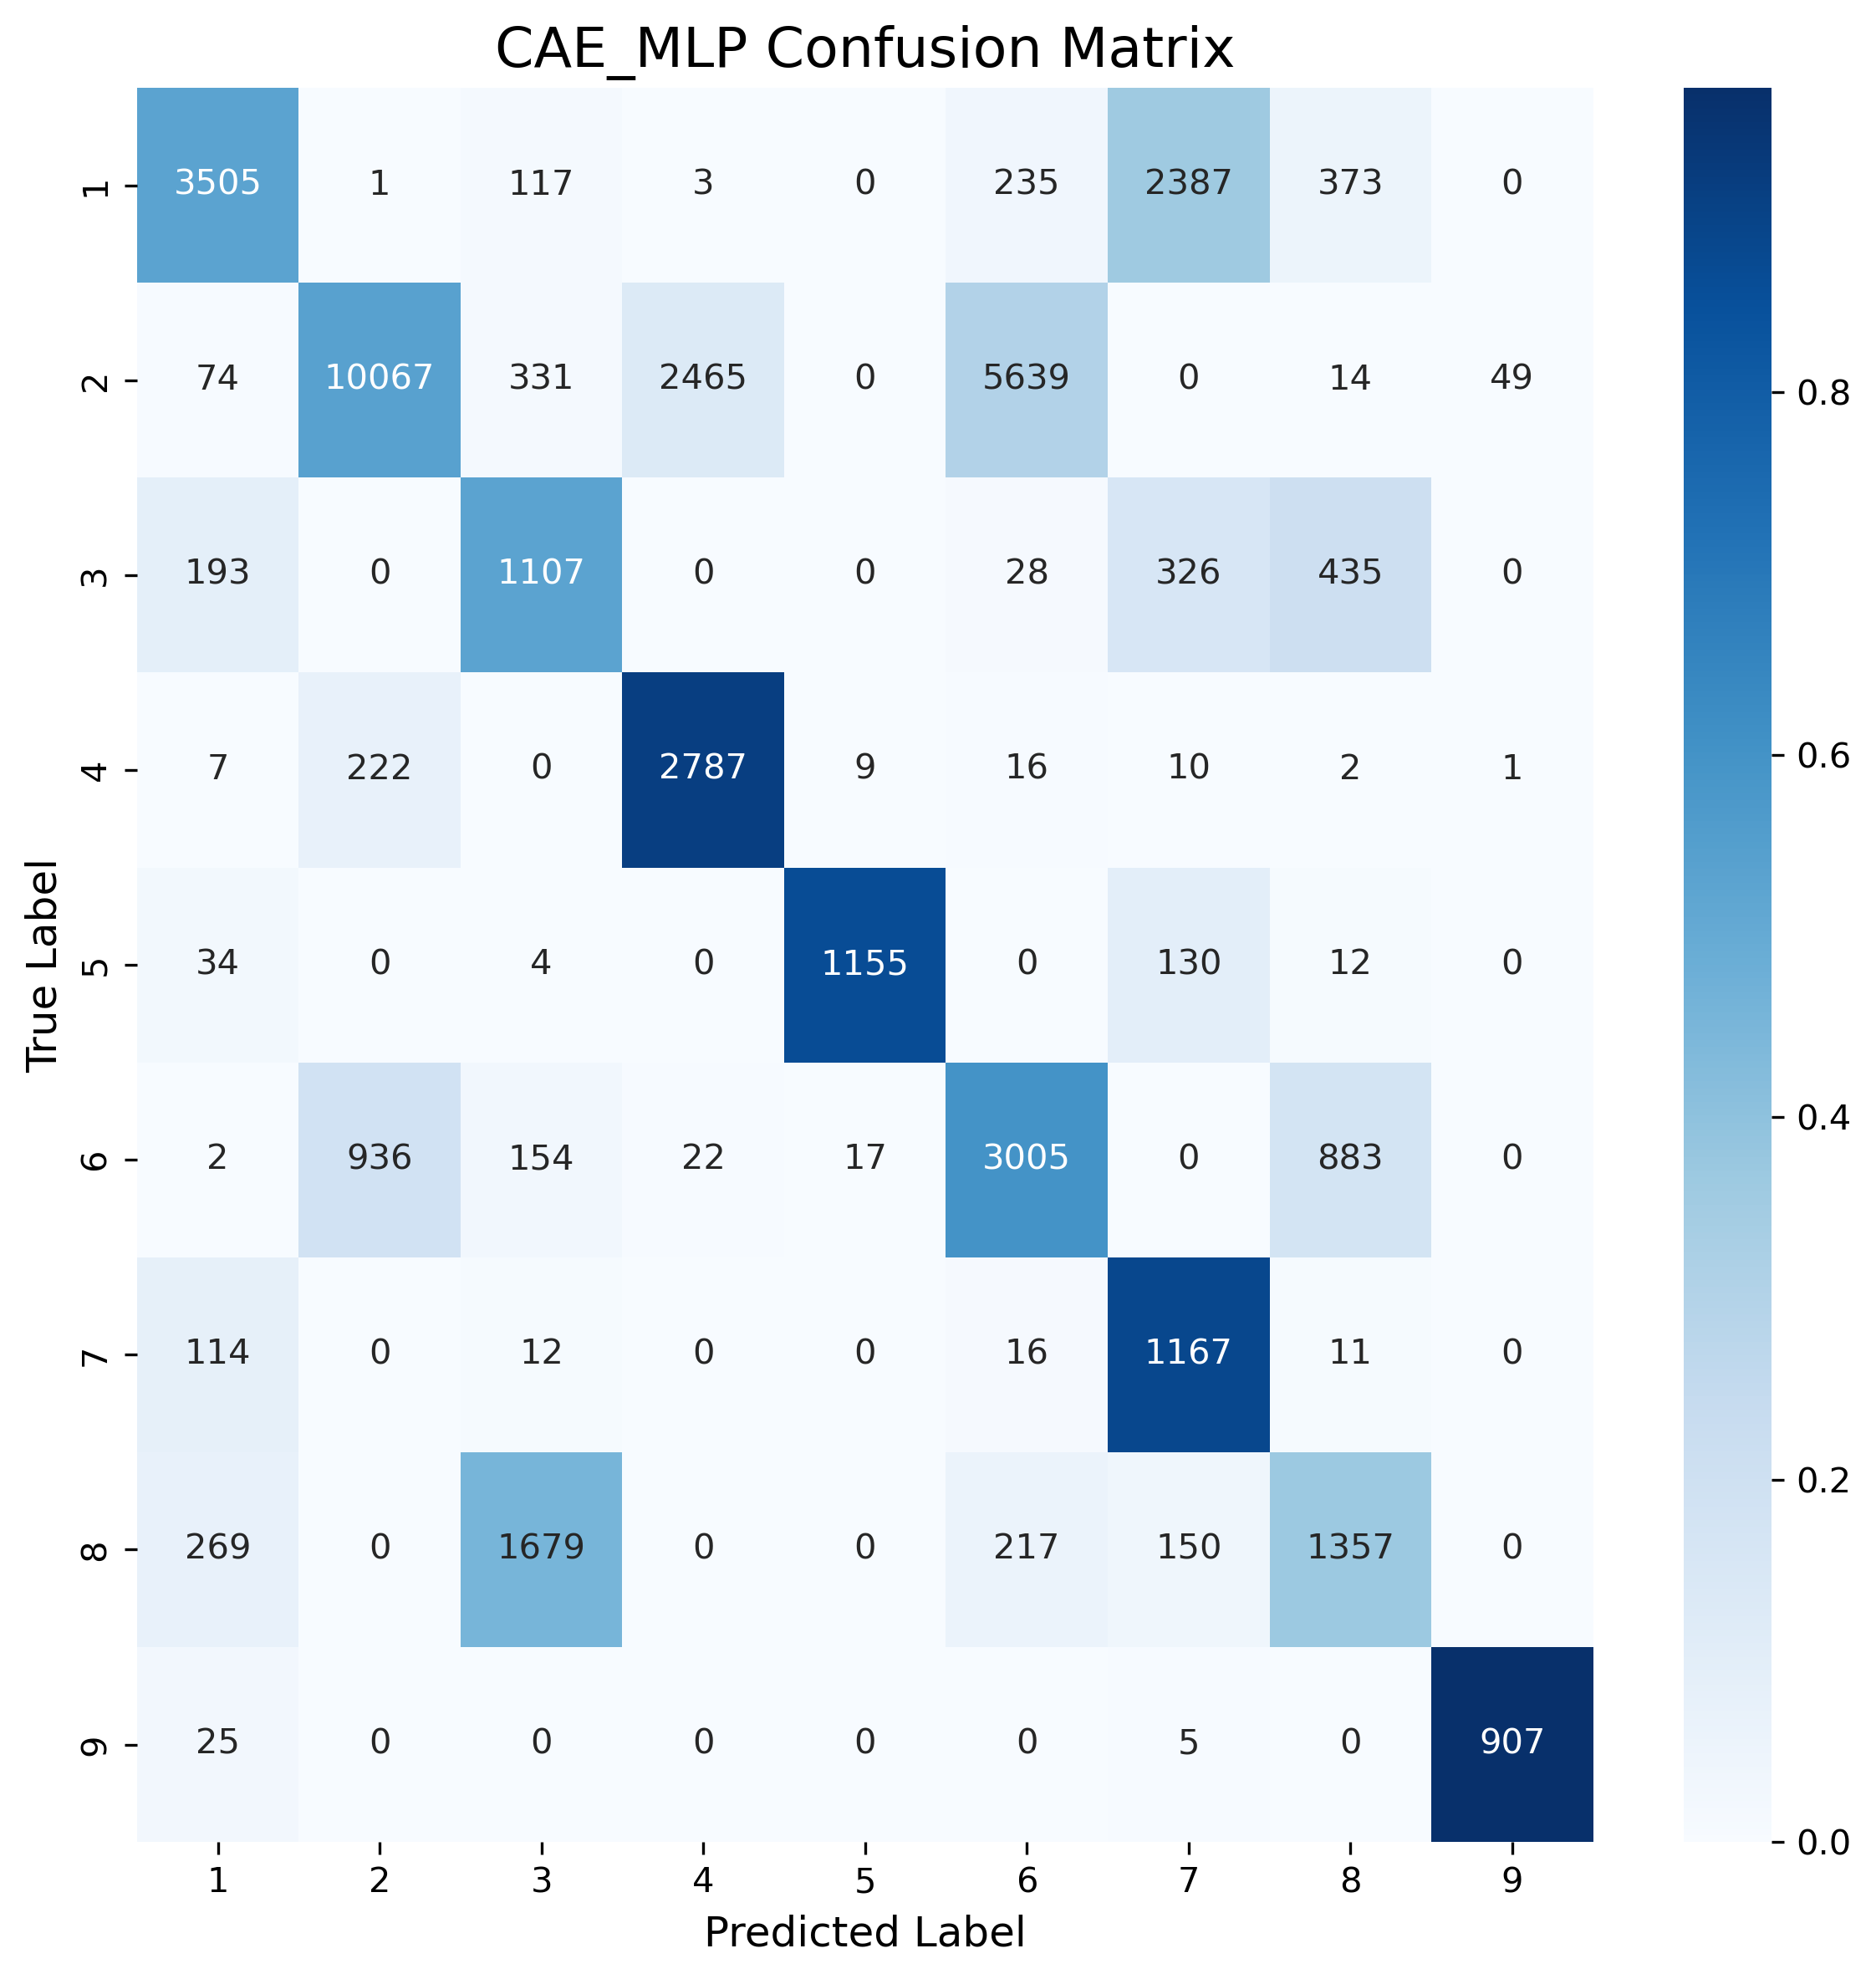 CAE_MLP Confusion Matrix
1 3505 1 117 3 0 235 2387 373 0
2 74 10067 331 2465 0 5639 0 14 49
3 193 0 1107 0 0 28 326 435 0
4 7 222 0 2787 9 16 10 2 1
5 34 0 4 0 1155 0 130 12 0
6 2 936 154 22 17 3005 0 883 0
7 114 0 12 0 0 16 1167 11 0
8 269 0 1679 0 0 217 150 1357 0
9 25 0 0 0 0 0 5 0 907
1 2 3 4 5 6 7 8 9
Predicted Label
True Label
0.8
0.6
0.4
0.2
0.0